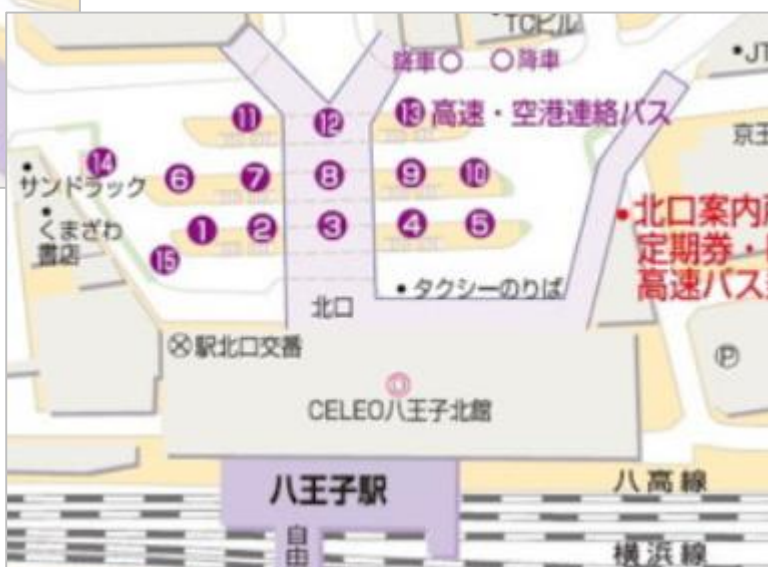 TCビル
降車 降車
・JT
⑪ ⑫ ⑬ 高速・空港連絡バス
京王
⑭
サンドラック
⑥ ⑦ ⑧ ⑨ ⑩
くまざわ
書店
① ② ③ ④ ⑤
⑮
・北口案内
定期券・
高速バス
・タクシーのりば
北口
駅北口交番
P
CELEO八王子北館
八王子駅
八高線
自由
横浜線